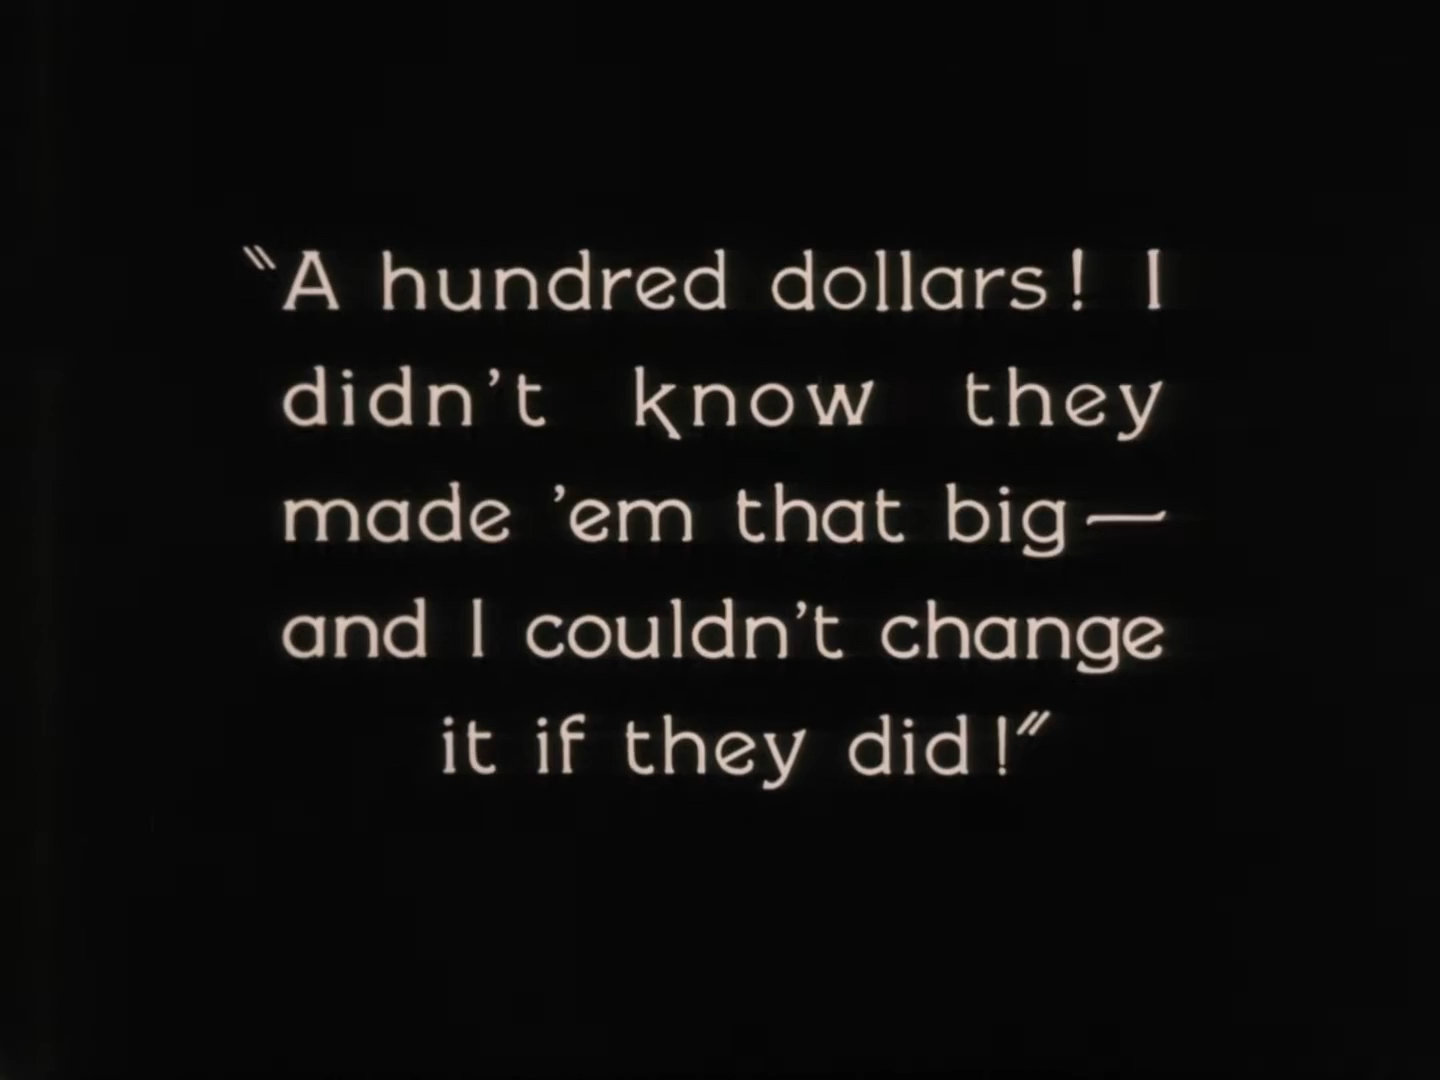 "A hundred dollars! I
didn't know they
made 'em that big—
and I couldn't change
it if they did!"